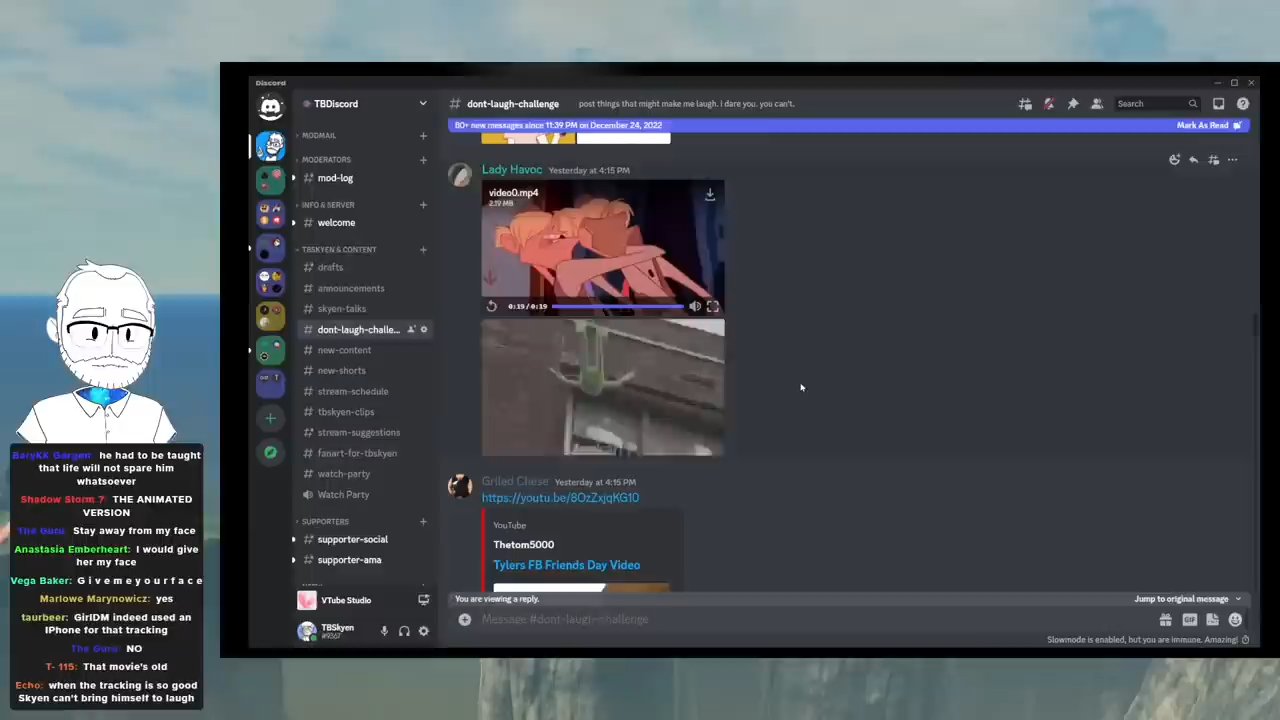 Discord
TBDiscord
# dont-laugh-challenge
post things that might make me laugh. I dare you. you can't.
Search
80+ new messages since 11:39 PM on December 24, 2022
Mark As Read
MODMAIL
MODERATORS
# mod-log
INFO & SERVER
# welcome
TBSKYEN & CONTENT
# drafts
# announcements
# skyen-talks
# dont-laugh-challe...
# new-content
# new-shorts
# stream-schedule
# tbskyen-clips
# stream-suggestions
# fanart-for-tbskyen
# watch-party
Watch Party
SUPPORTERS
# supporter-social
# supporter-ama
VTube Studio
TBSkyen
#9367
Lady Havoc Yesterday at 4:15 PM
video0.mp4
2.19 MB
0:19 / 0:19
Grilled Chese Yesterday at 4:15 PM
https://youtu.be/8OzZxjqKG10
YouTube
Thetom5000
Tylers FB Friends Day Video
You are viewing a reply.
Jump to original message
Message #dont-laugh-challenge
GIF
Slowmode is enabled, but you are immune. Amazing!
he had to be taught
that life will not spare him
whatsoever
Shadow Storm 7: THE ANIMATED
VERSION
The Guru: Stay away from my face
Anastasia Emberheart: I would give
her my face
Vega Baker: G i v e m e y o u r f a c e
Marlowe Marynowicz: yes
taurbeer: GirlDM indeed used an
IPhone for that tracking
The Guru: NO
T- 115: That movie's old
Echo: when the tracking is so good
Skyen can't bring himself to laugh